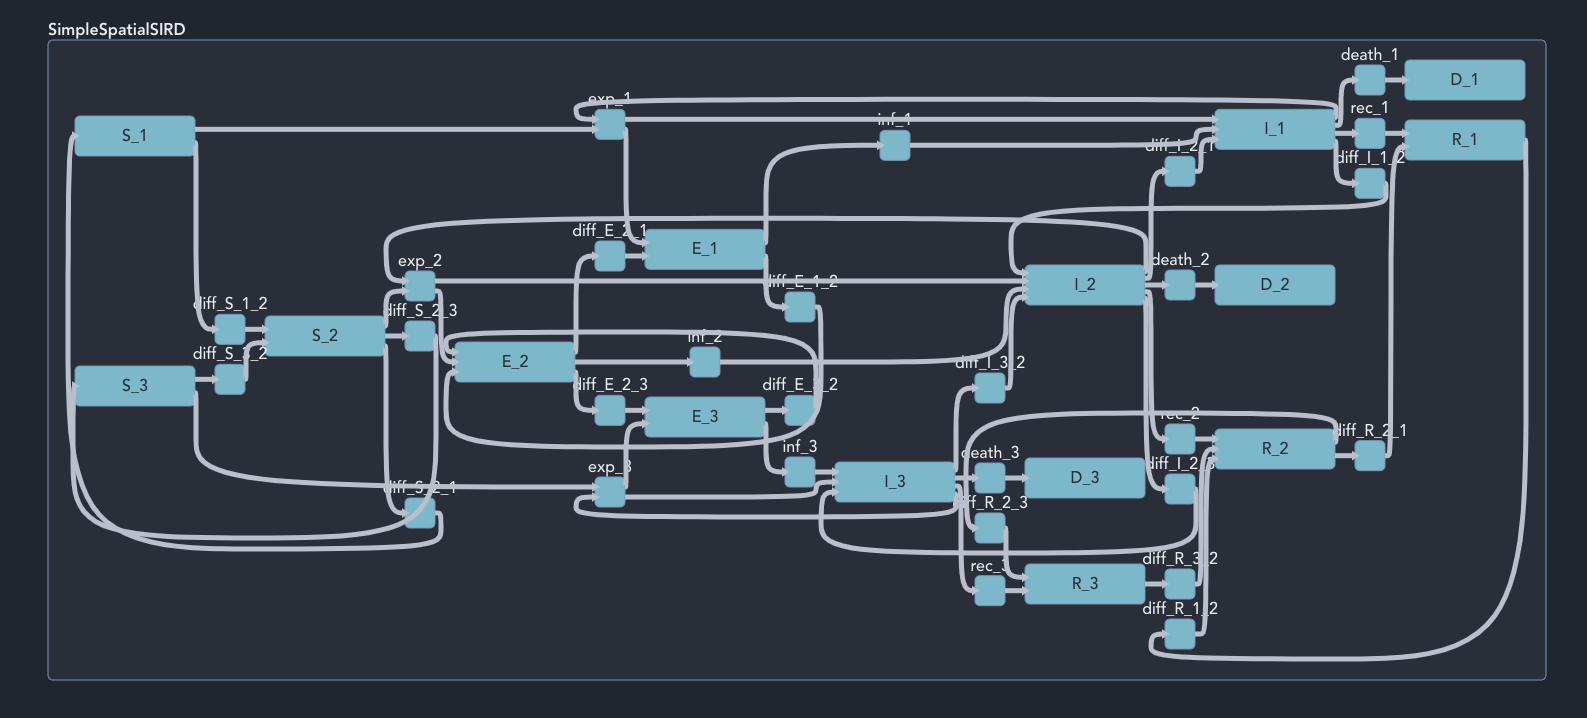 SimpleSpatialSIRD
death_1
D_1
exp_1
rec_1
inf_1
I_1
S_1
R_1
diff_I_2_1
diff_I_1_2
diff_E_2_1
E_1
exp_2
death_2
diff_E_1_2
I_2
D_2
diff_S_1_2
diff_S_2_3
S_2
inf_2
diff_S_3_2
E_2
diff_I_3_2
S_3
diff_E_2_3
diff_E_3_2
E_3
rec_2
diff_R_2_1
inf_3
R_2
death_3
exp_3
diff_I_2_3
I_3
D_3
diff_S_2_1
diff_R_2_3
diff_R_3_2
rec_3
R_3
diff_R_1_2